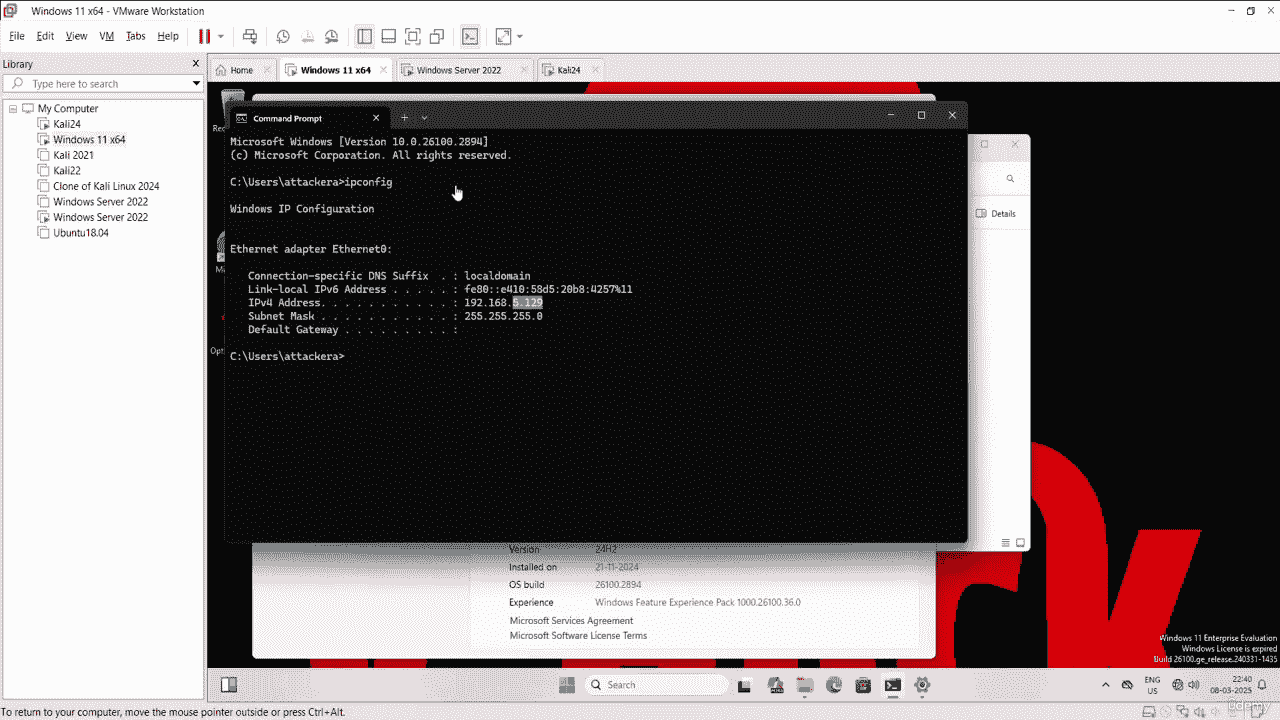 Windows 11 x64 - VMware Workstation
File Edit View VM Tabs Help
Library X
Type here to search
Home Windows 11 x64 Windows Server 2022 Kali24
My Computer
Kali24
Windows 11 x64
Kali 2021
Kali22
Clone of Kali Linux 2024
Windows Server 2022
Windows Server 2022
Ubuntu18.04
Command Prompt
Microsoft Windows [Version 10.0.26100.2894]
(c) Microsoft Corporation. All rights reserved.
C:\Users\attackera>ipconfig
Windows IP Configuration
Ethernet adapter Ethernet0:
Connection-specific DNS Suffix . : localdomain
Link-local IPv6 Address . . . . . : fe80::e410:58d5:20b8:4257%11
IPv4 Address. . . . . . . . . . . : 192.168.5.129
Subnet Mask . . . . . . . . . . . : 255.255.255.0
Default Gateway . . . . . . . . . :
C:\Users\attackera>
Details
Version 24H2
Installed on 21-11-2024
OS build 26100.2894
Experience Windows Feature Experience Pack 1000.26100.36.0
Microsoft Services Agreement
Microsoft Software License Terms
Windows 11 Enterprise Evaluation
Windows License is expired
Build 26100.ge_release.240331-1435
Search
ENG
US
22:40
08-03-2025
To return to your computer, move the mouse pointer outside or press Ctrl+Alt.
udemy